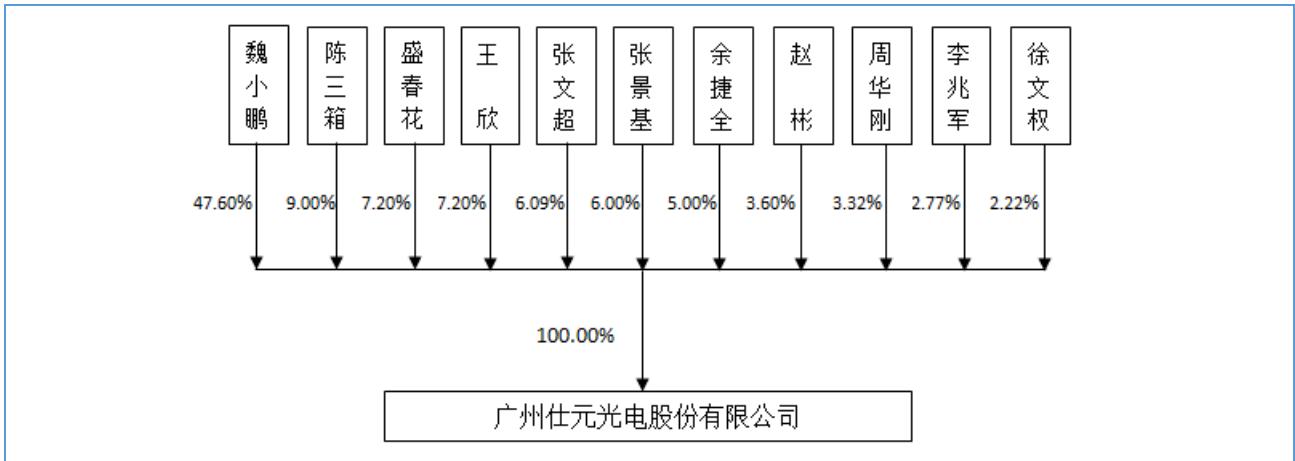 魏小鹏
陈三箱
盛春花
王欣
张文超
张景基
余捷全
赵彬
周华刚
李兆军
徐文权
47.60%
9.00%
7.20%
7.20%
6.09%
6.00%
5.00%
3.60%
3.32%
2.77%
2.22%
100.00%
广州仕元光电股份有限公司